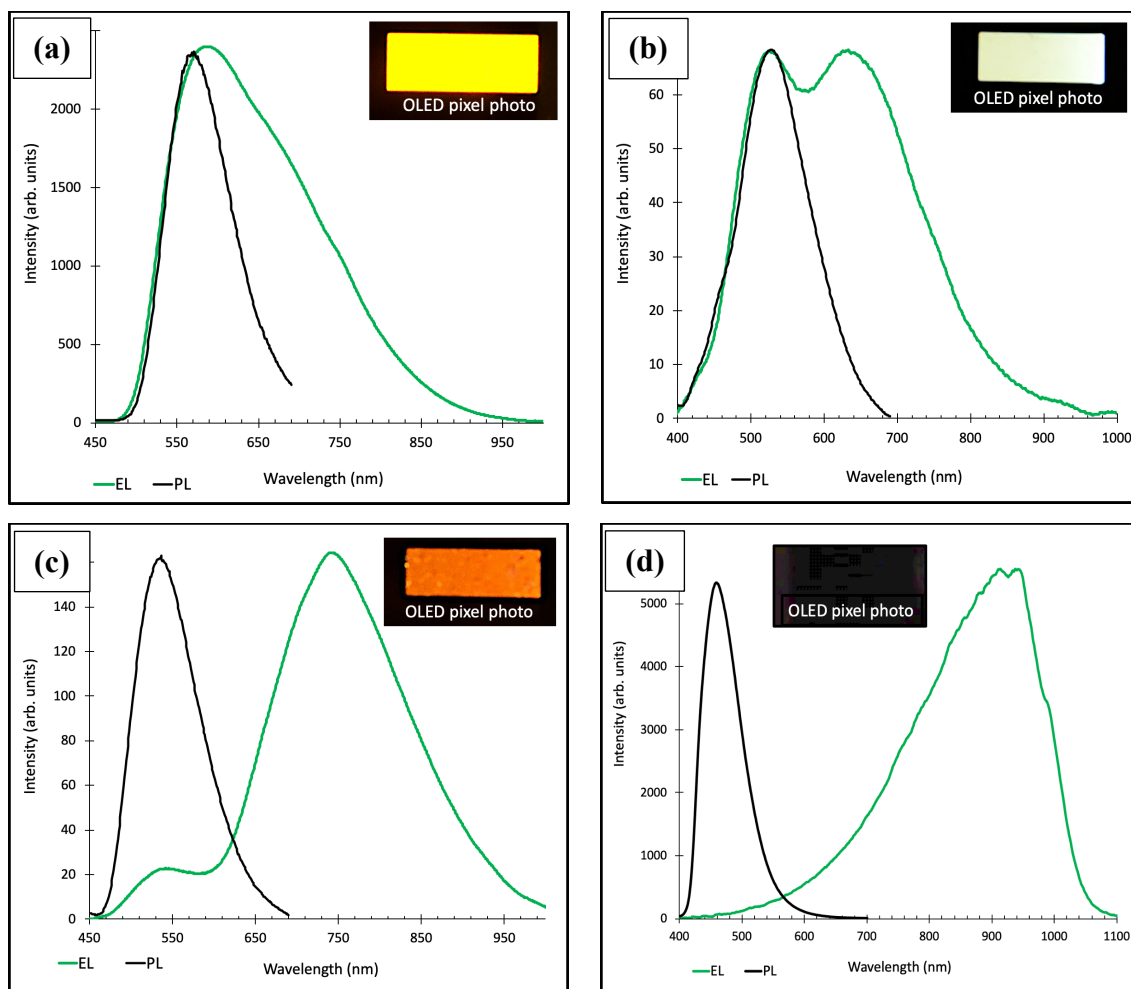 (a)
OLED pixel photo
Intensity (arb. units)
2000
1500
1000
500
0
450 550 650 750 850 950
Wavelength (nm)
EL PL
(b)
OLED pixel photo
Intensity (arb. units)
60
50
40
30
20
10
0
400 500 600 700 800 900 1000
Wavelength (nm)
EL PL
(c)
OLED pixel photo
Intensity (arb. units)
140
120
100
80
60
40
20
0
450 550 650 750 850 950
Wavelength (nm)
EL PL
(d)
OLED pixel photo
Intensity (arb. units)
5000
4000
3000
2000
1000
0
400 500 600 700 800 900 1000 1100
Wavelength (nm)
EL PL